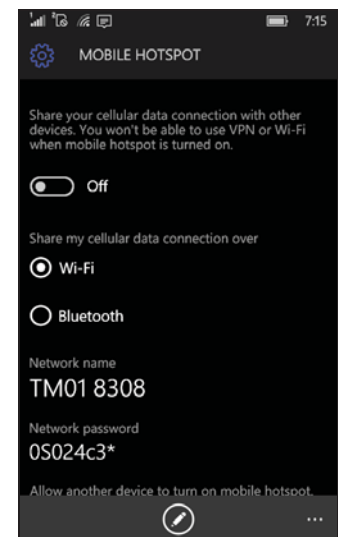 7:15
MOBILE HOTSPOT
Share your cellular data connection with other
devices. You won't be able to use VPN or Wi-Fi
when mobile hotspot is turned on.
Off
Share my cellular data connection over
Wi-Fi
Bluetooth
Network name
TM01 8308
Network password
0S024c3*
Allow another device to turn on mobile hotspot.